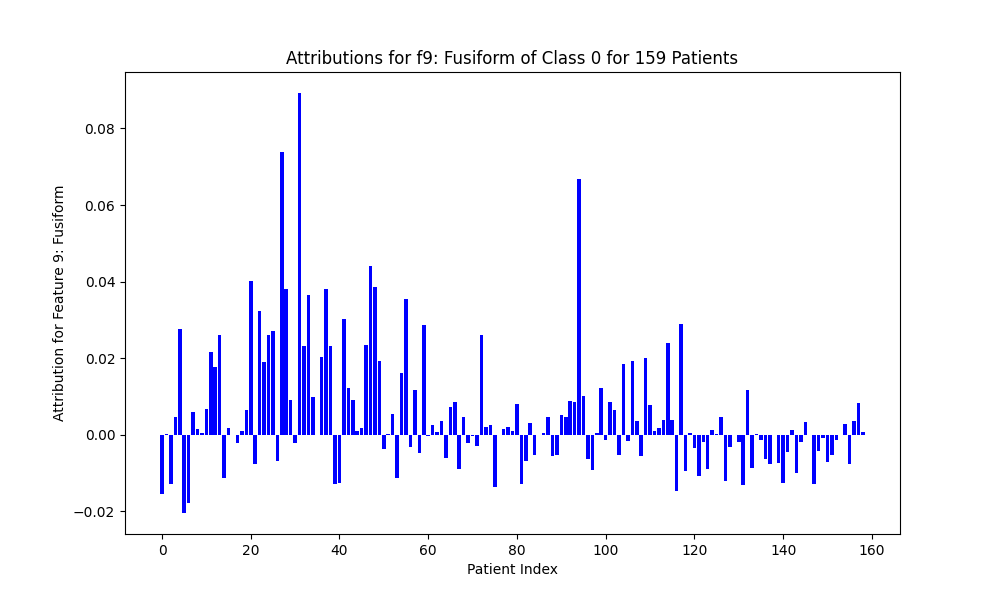 Attributions for f9: Fusiform of Class 0 for 159 Patients
Attribution for Feature 9: Fusiform
0.08
0.06
0.04
0.02
0.00
−0.02
0 20 40 60 80 100 120 140 160
Patient Index